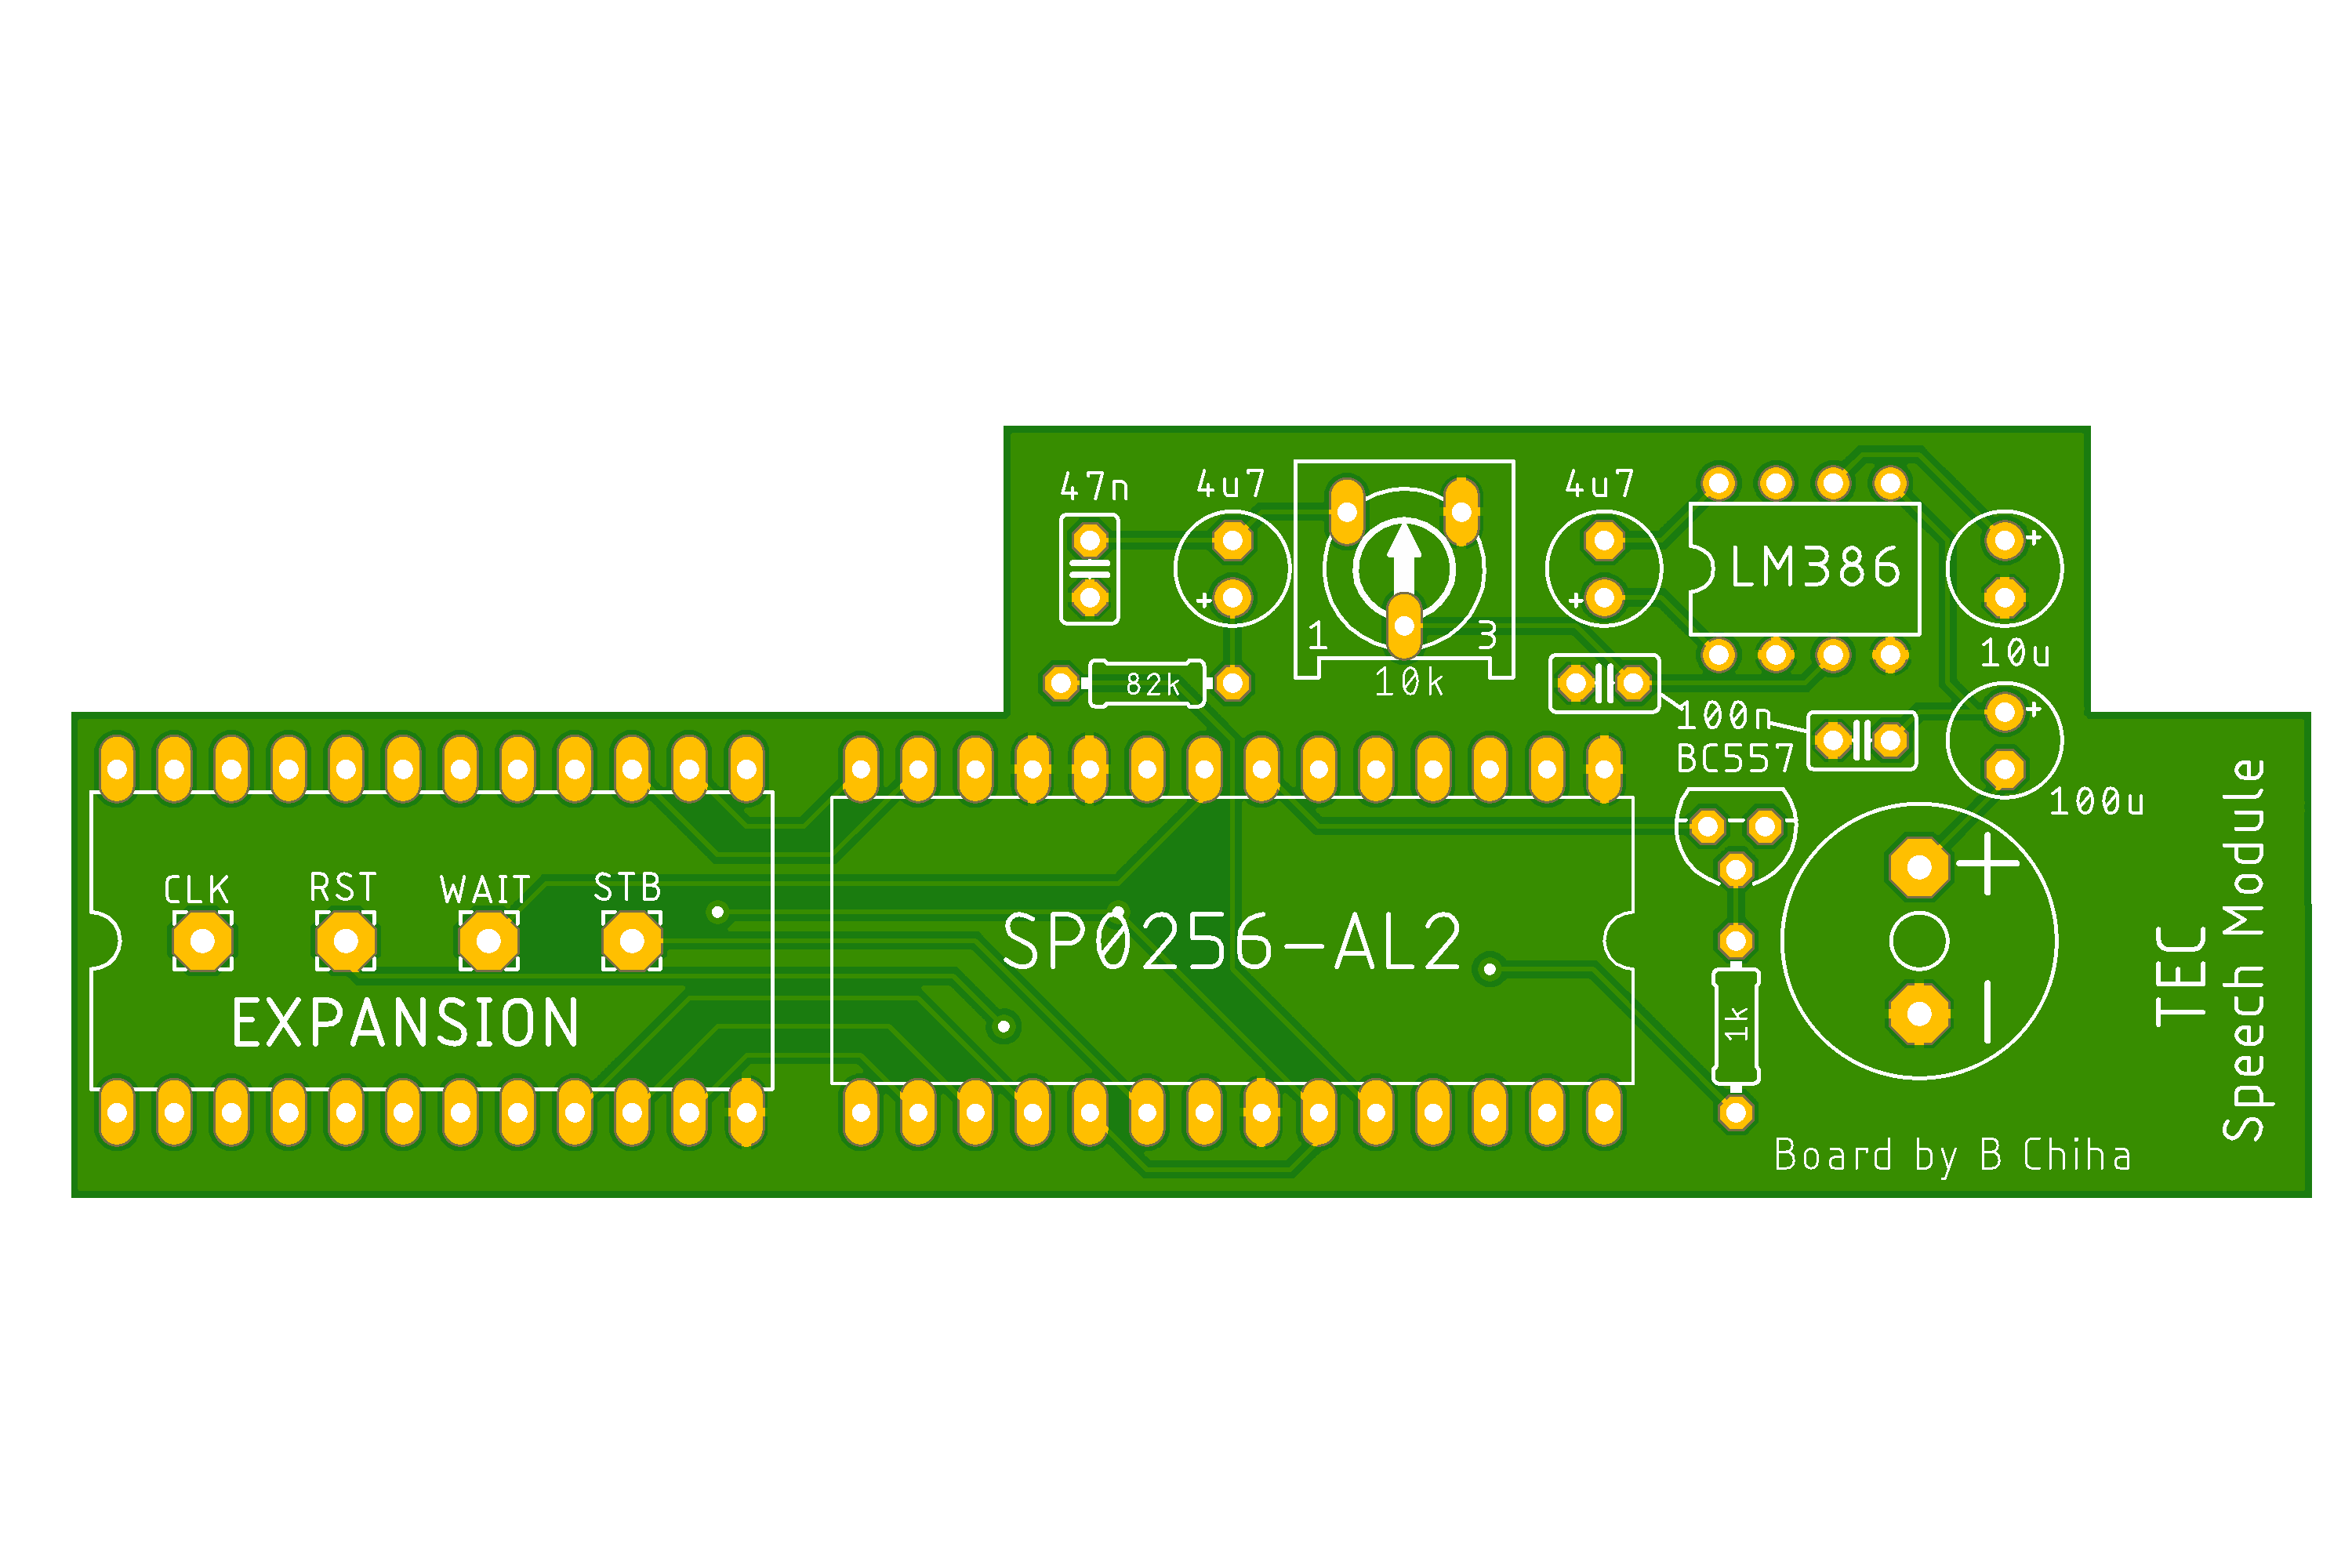 47n
4u7
4u7
LM386
+
+
+
1
3
10u
82k
10k
100n
+
BC557
100u
CLK
RST
WAIT
STB
+
SP0256-AL2
EXPANSION
1k
−
TEC
Speech Module
Board by B Chiha